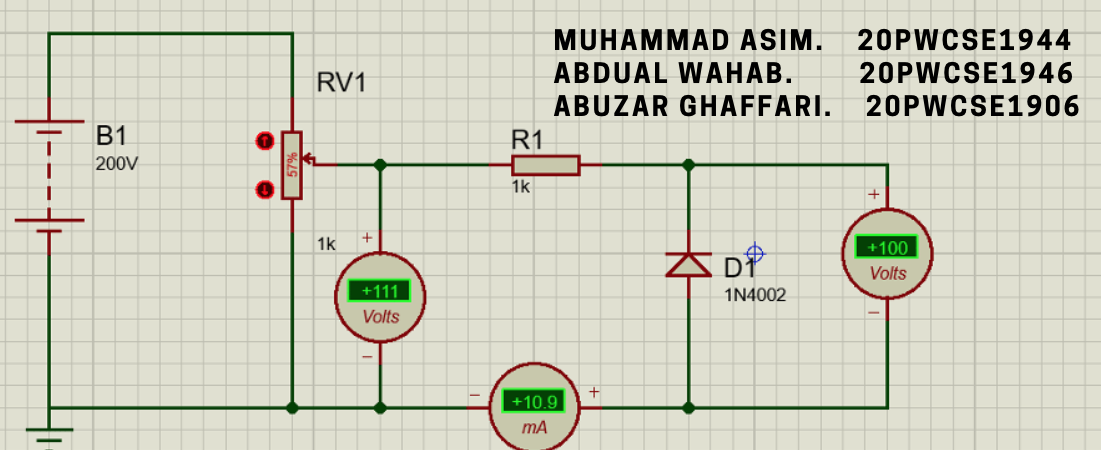 MUHAMMAD ASIM. 20PWCSE1944
ABDUAL WAHAB. 20PWCSE1946
ABUZAR GHAFFARI. 20PWCSE1906
RV1
B1
200V
57%
R1
1k
1k
+
+111
Volts
−
D1
1N4002
+
+100
Volts
−
−
+
+10.9
mA